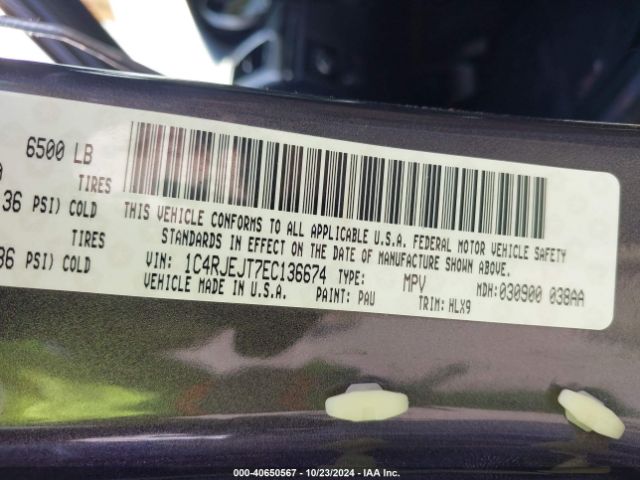 6500 LB
TIRES
36 PSI) COLD
TIRES
36 PSI) COLD
THIS VEHICLE CONFORMS TO ALL APPLICABLE U.S.A. FEDERAL MOTOR VEHICLE SAFETY
STANDARDS IN EFFECT ON THE DATE OF MANUFACTURE SHOWN ABOVE.
VIN: 1C4RJEJT7EC136674 TYPE: MPV MDH:030900 038AA
VEHICLE MADE IN U.S.A. PAINT: PAU TRIM: HLX9
000-40650567 - 10/23/2024 - IAA Inc.